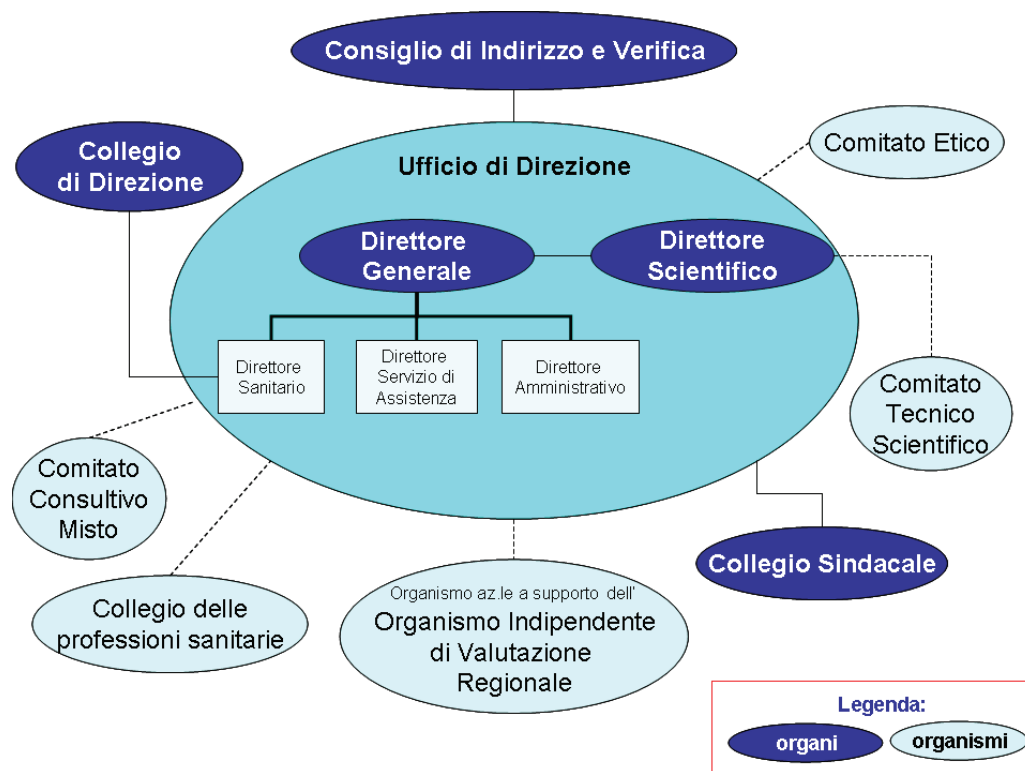 Consiglio di Indirizzo e Verifica
Collegio
di Direzione
Comitato Etico
Ufficio di Direzione
Direttore
Generale
Direttore
Scientifico
Direttore
Sanitario
Direttore
Servizio di
Assistenza
Direttore
Amministrativo
Comitato
Tecnico
Scientifico
Comitato
Consultivo
Misto
Collegio Sindacale
Collegio delle
professioni sanitarie
Organismo az.le a supporto dell'
Organismo Indipendente
di Valutazione
Regionale
Legenda:
organi
organismi